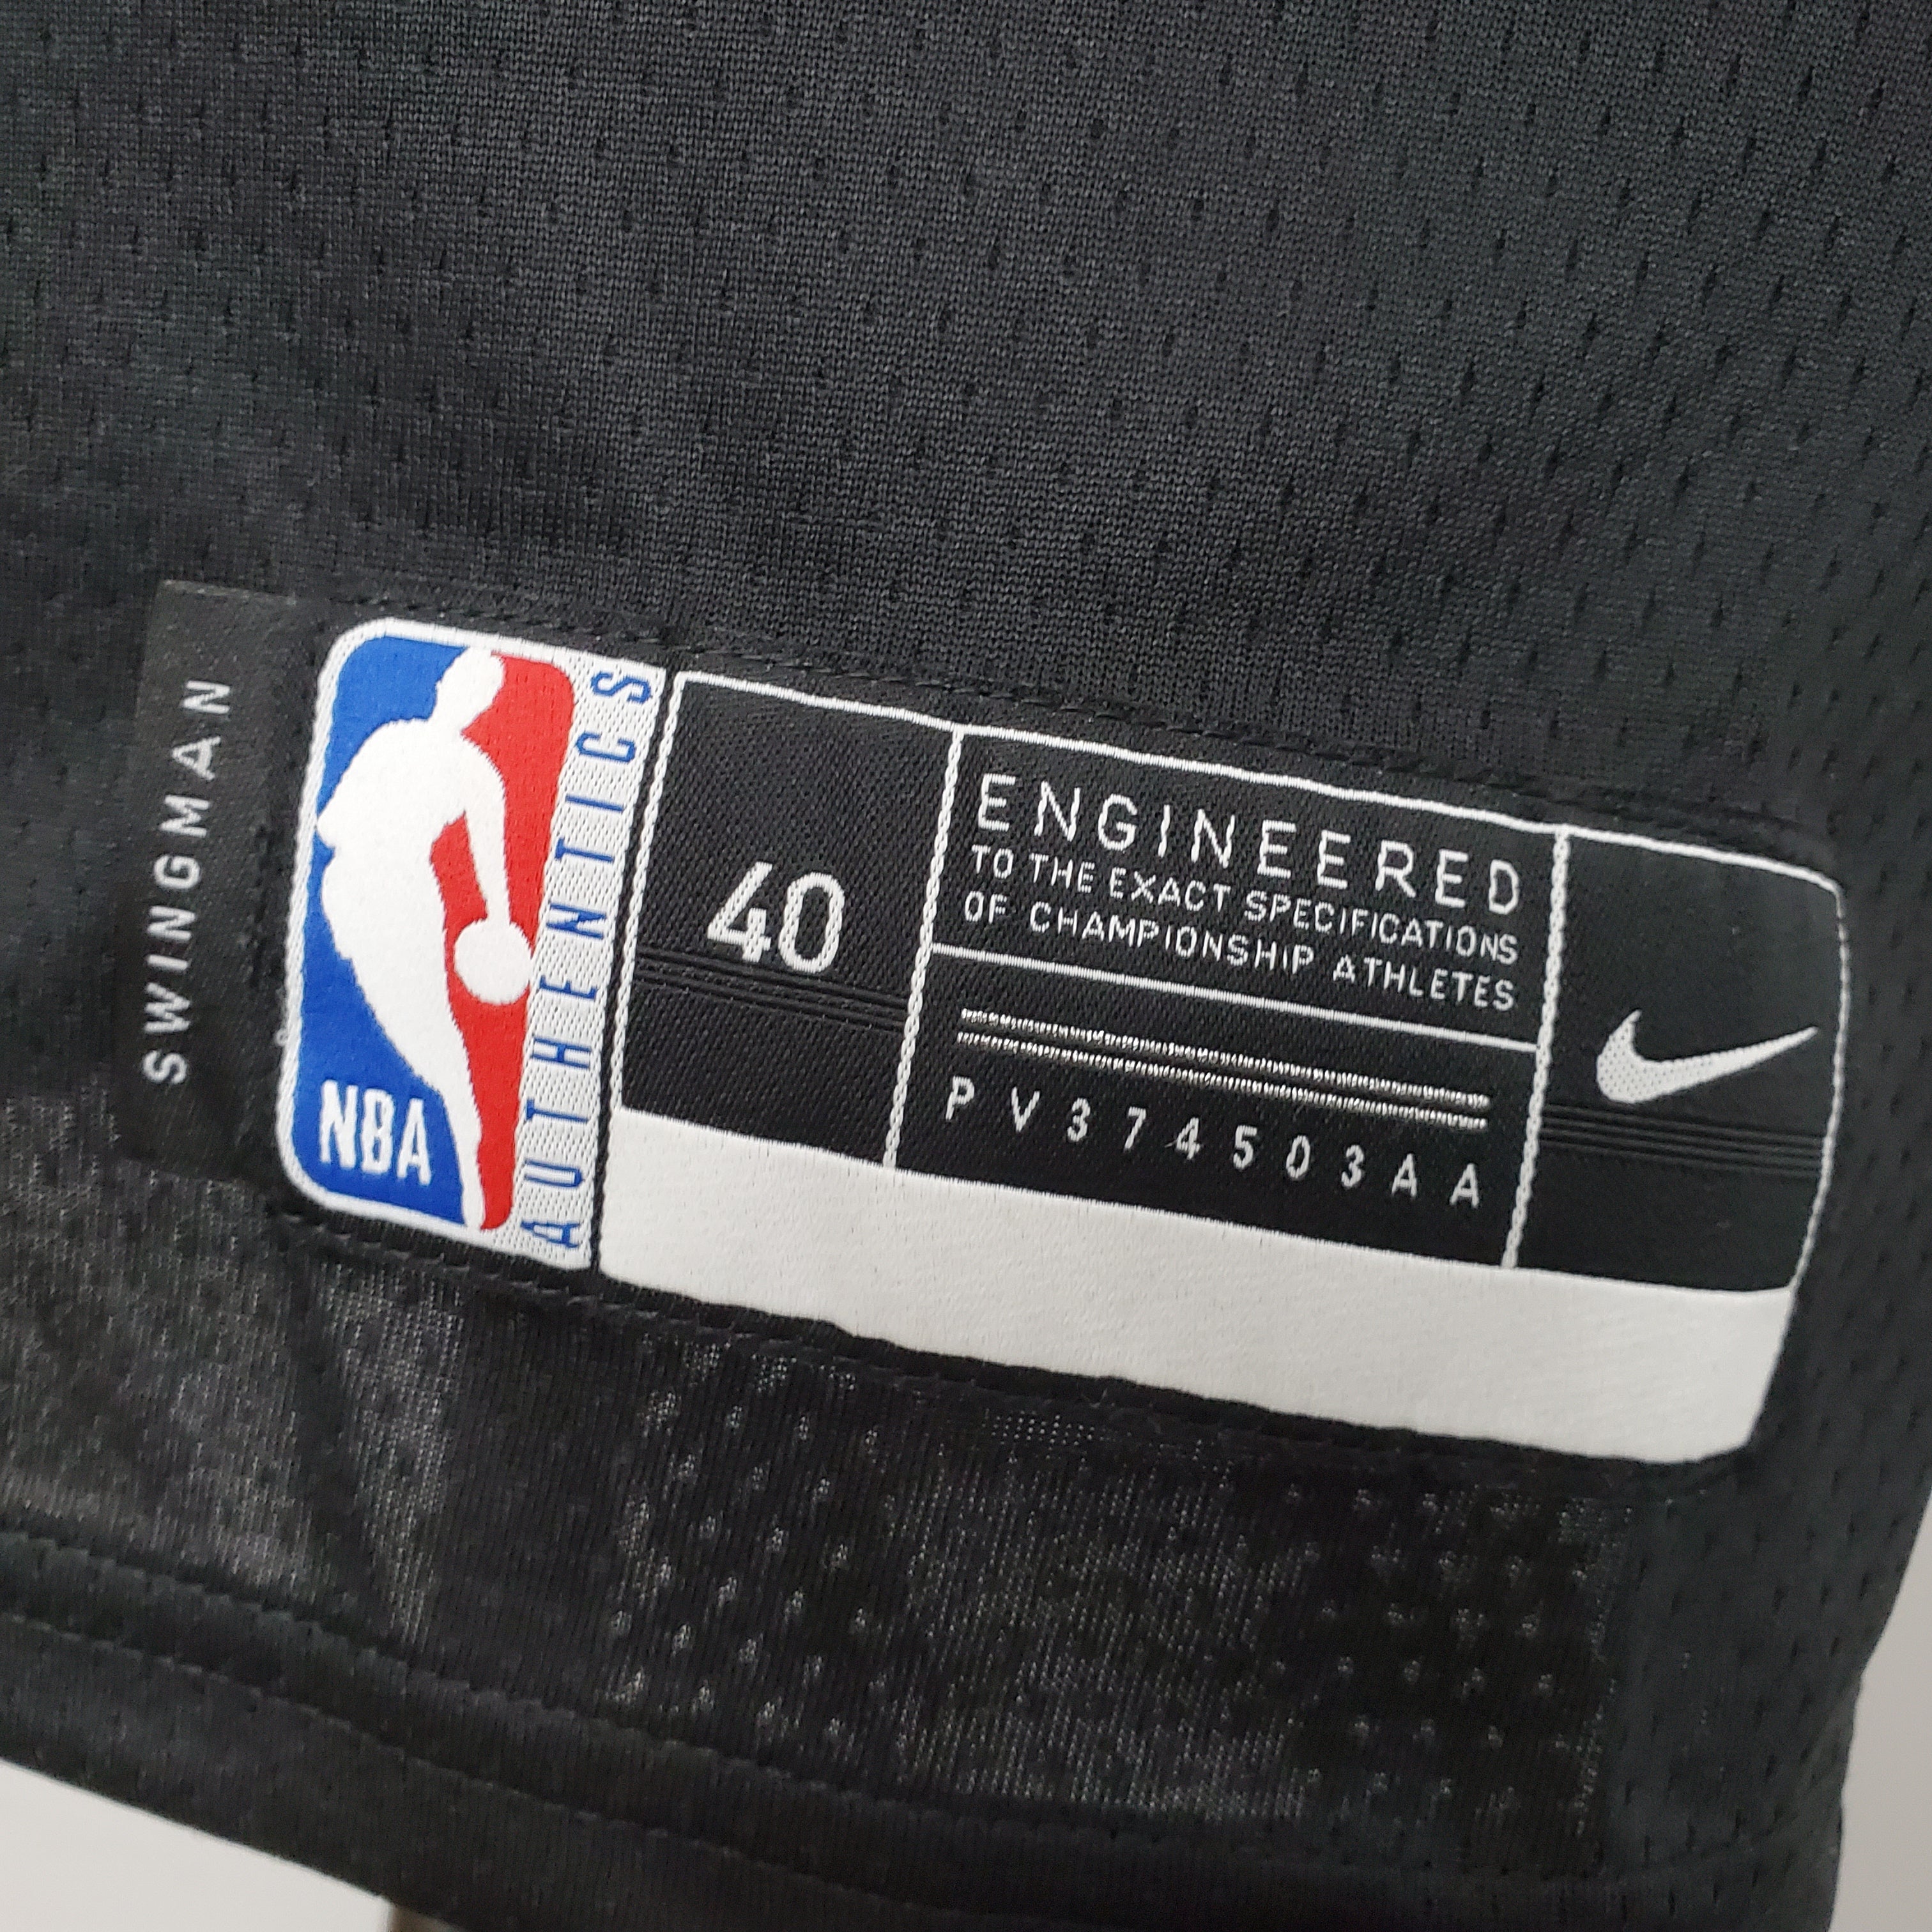 SWINGMAN
NBA
AUTHENTICS
40
ENGINEERED
TO THE EXACT SPECIFICATIONS
OF CHAMPIONSHIP ATHLETES
PV374503AA